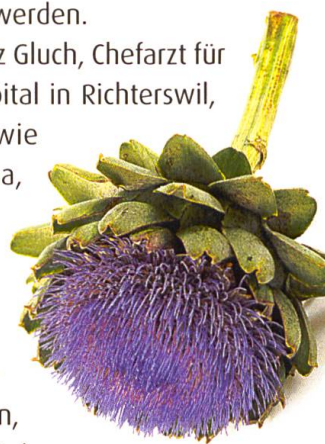 werden.
z Gluch, Chefarzt für
pital in Richterswil,
wie
a,
n,